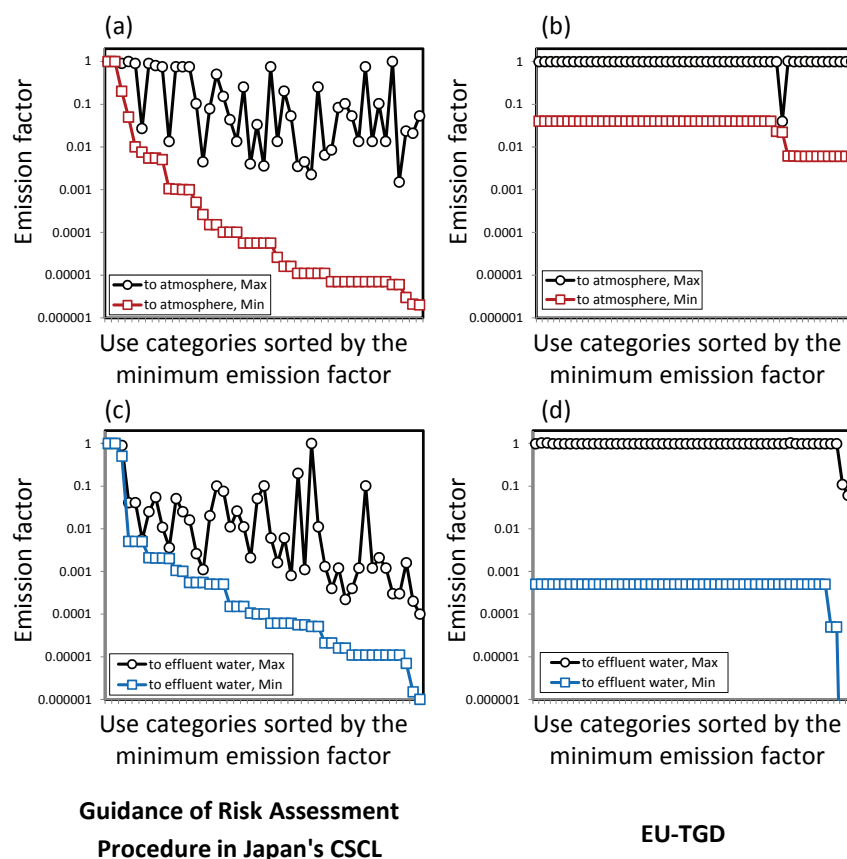 (a)
Emission factor
1
0.1
0.01
0.001
0.0001
0.00001
0.000001
to atmosphere, Max
to atmosphere, Min
Use categories sorted by the
minimum emission factor
(b)
Emission factor
1
0.1
0.01
0.001
0.0001
0.00001
0.000001
to atmosphere, Max
to atmosphere, Min
Use categories sorted by the
minimum emission factor
(c)
Emission factor
1
0.1
0.01
0.001
0.0001
0.00001
0.000001
to effluent water, Max
to effluent water, Min
Use categories sorted by the
minimum emission factor
(d)
Emission factor
1
0.1
0.01
0.001
0.0001
0.00001
0.000001
to effluent water, Max
to effluent water, Min
Use categories sorted by the
minimum emission factor
Guidance of Risk Assessment
Procedure in Japan's CSCL
EU-TGD